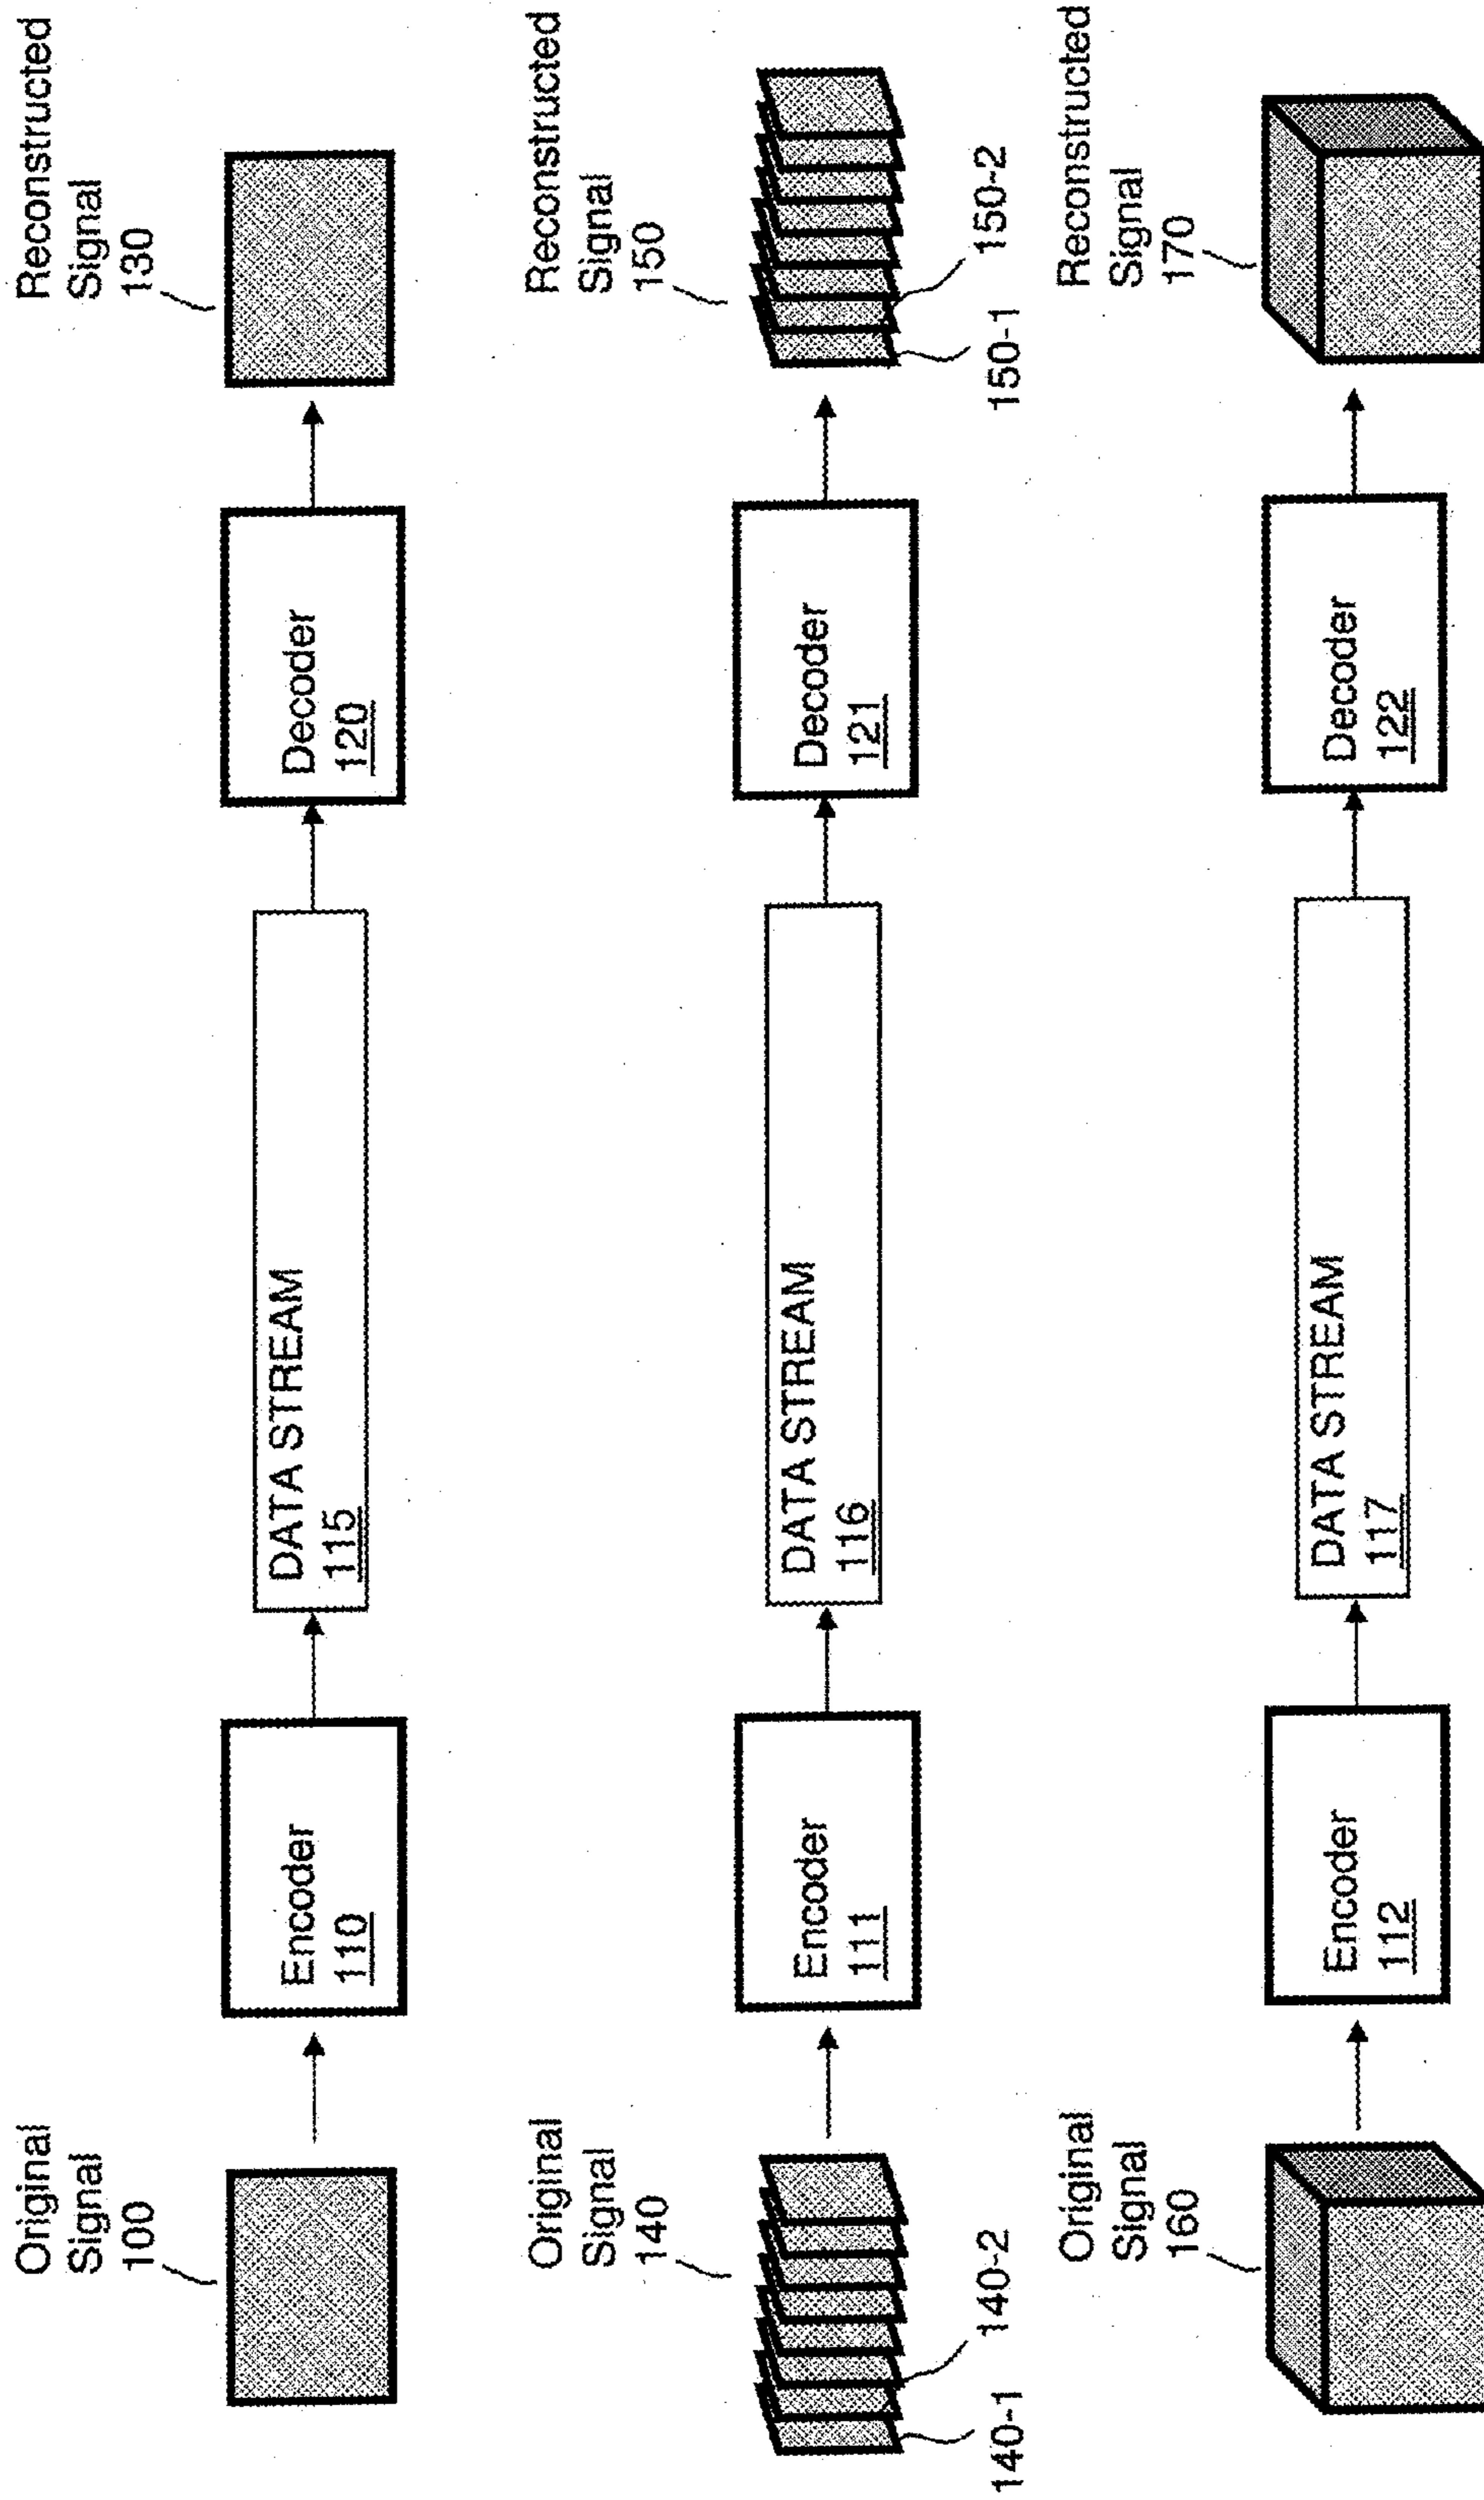 Original
Signal
100
Encoder
110
DATA STREAM
115
Decoder
120
Reconstructed
Signal
130
Original
Signal
140
140-1
140-2
Encoder
111
DATA STREAM
116
Decoder
121
Reconstructed
Signal
150
150-1
150-2
Original
Signal
160
Encoder
112
DATA STREAM
117
Decoder
122
Reconstructed
Signal
170